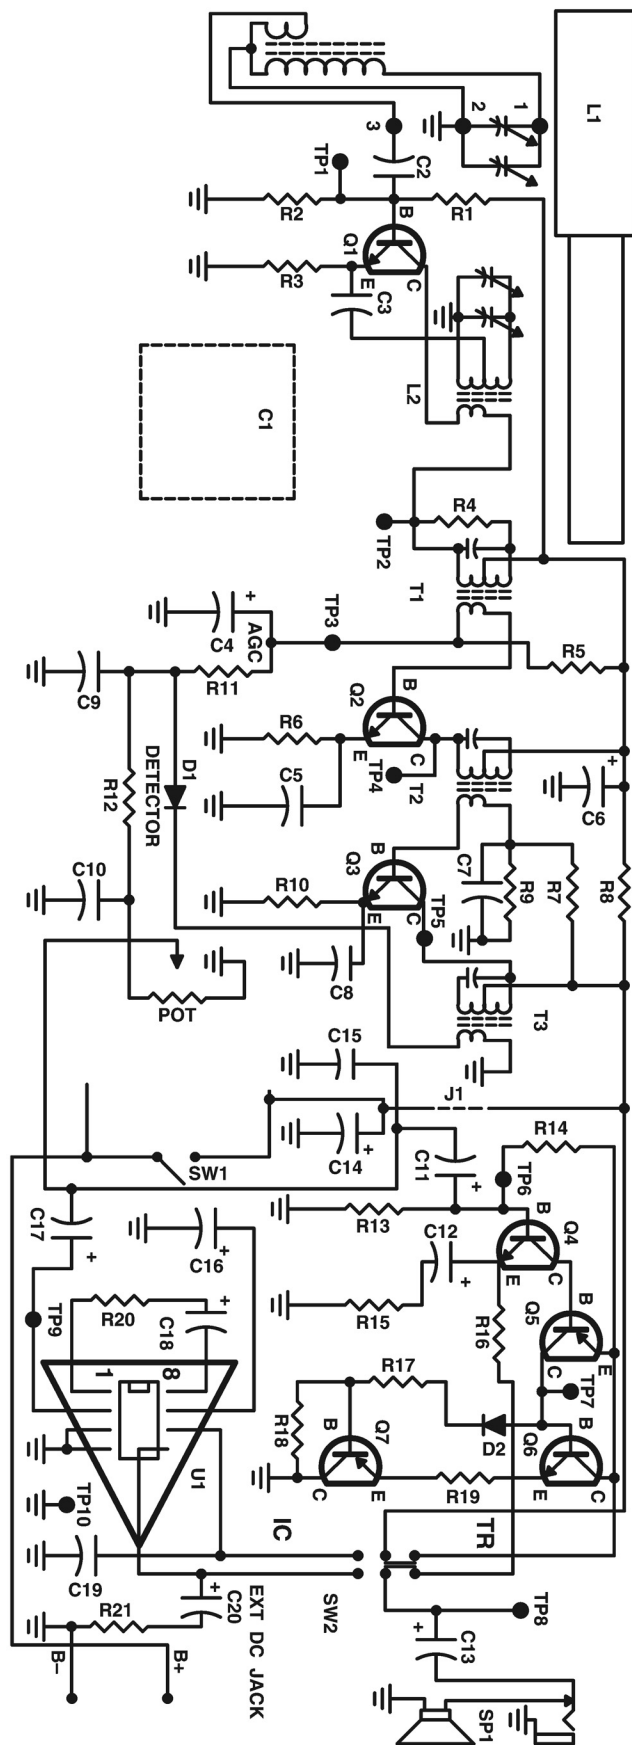 L1
1
2
3
C2
TP1
R1
R2
B
Q1
C
E
R3
C3
L2
C1
R4
TP2
T1
+
C4
AGC
TP3
R5
R11
C9
B
Q2
C
E
TP4
T2
R6
C5
+
C6
D1
DETECTOR
R12
C10
B
Q3
C
E
TP5
R10
C7
R9
R7
R8
C8
T3
POT
C15
J1
C14
+
SW1
C11
+
R14
TP6
R13
B
Q4
C
E
C12
+
R15
R16
C17
+
C16
+
TP9
R20
C18
+
1
8
U1
B
Q5
E
C
TP7
R17
D2
B
Q6
C
E
R18
B
Q7
C
E
R19
TP10
C19
IC
TR
SW2
TP8
R21
+
C20
EXT DC JACK
B–
B+
+
C13
SP1